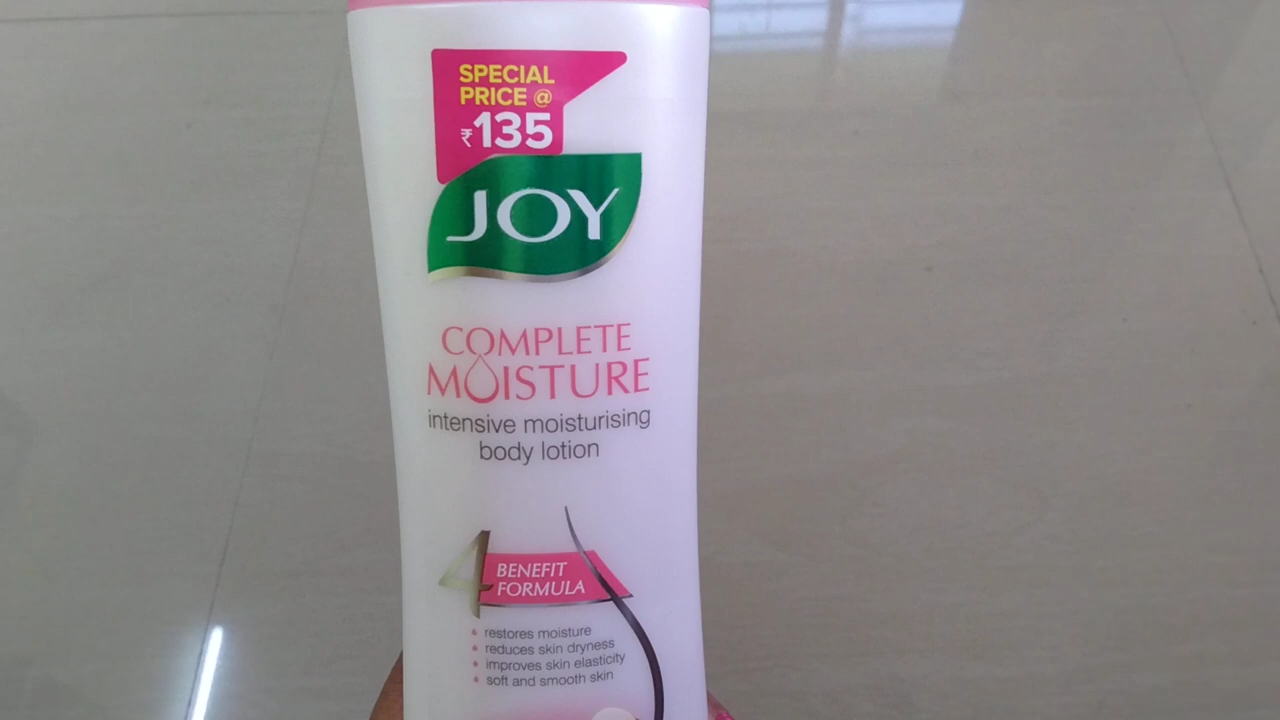 SPECIAL
PRICE @
₹135
JOY
COMPLETE
MOISTURE
intensive moisturising
body lotion
4 BENEFIT
FORMULA
restores moisture
reduces skin dryness
improves skin elasticity
soft and smooth skin